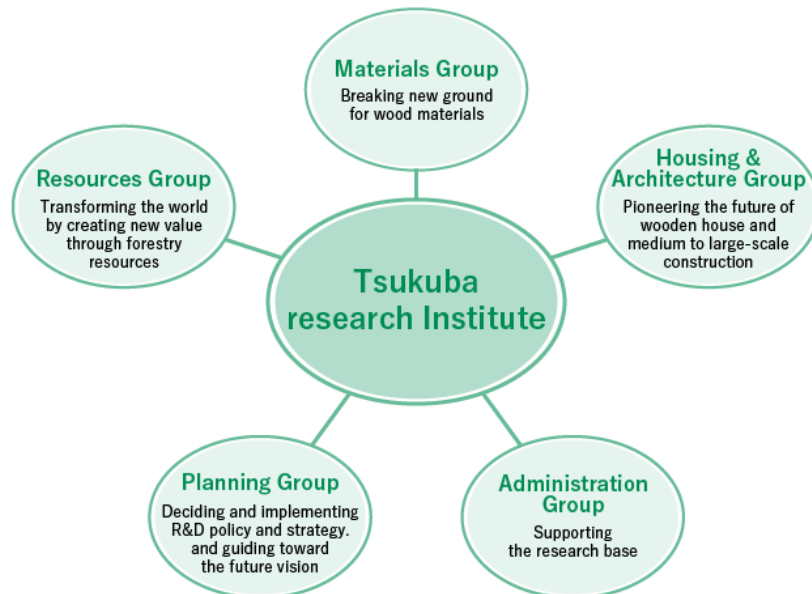 Materials Group
Breaking new ground
for wood materials
Resources Group
Transforming the world
by creating new value
through forestry
resources
Housing &
Architecture Group
Pioneering the future of
wooden house and
medium to large-scale
construction
Tsukuba
research Institute
Planning Group
Deciding and implementing
R&D policy and strategy.
and guiding toward
the future vision
Administration
Group
Supporting
the research base